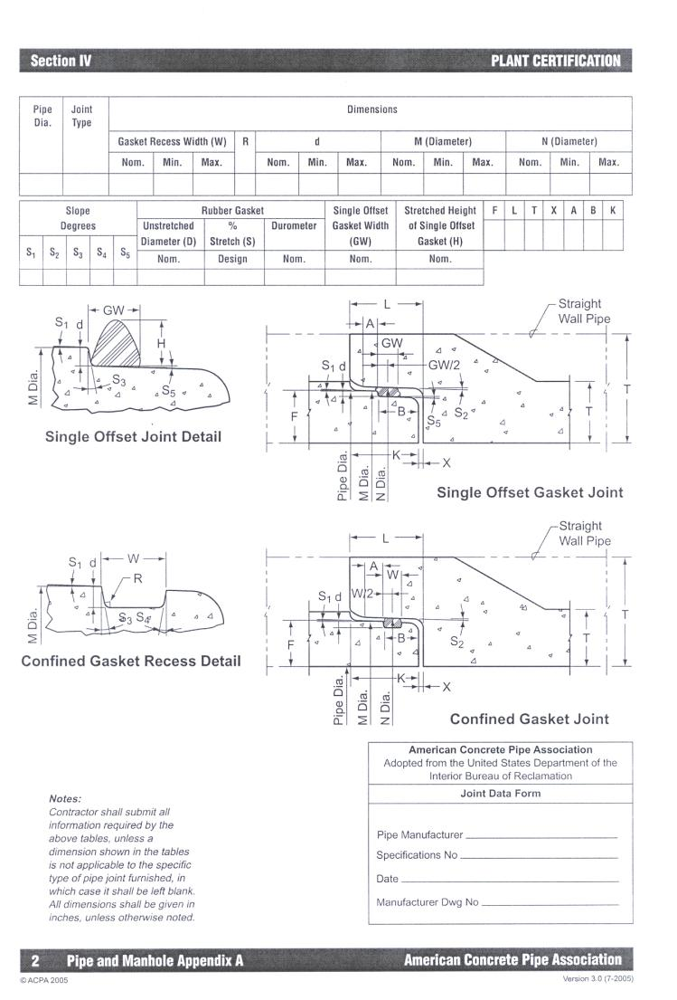 Section IV PLANT CERTIFICATION
Pipe Dia. Joint Type Dimensions
Gasket Recess Width (W) R d M (Diameter) N (Diameter)
Nom. Min. Max. Nom. Min. Max. Nom. Min. Max. Nom. Min. Max.
Slope Degrees Rubber Gasket Single Offset Gasket Width (GW) Stretched Height of Single Offset Gasket (H) F L T X A B K
Unstretched Diameter (D) % Stretch (S) Durometer
S1 S2 S3 S4 S5 Nom. Design Nom. Nom. Nom.
GW
S1 d
H
M Dia.
S3
S5
Single Offset Joint Detail
L
Straight
Wall Pipe
A
GW
S1 d
GW/2
T
F
B
S5
S2
T
K
X
Pipe Dia.
M Dia.
N Dia.
Single Offset Gasket Joint
S1 d
W
R
M Dia.
S3 S4
Confined Gasket Recess Detail
L
Straight
Wall Pipe
A
W
W/2
S1 d
T
F
B
S2
T
K
X
Pipe Dia.
M Dia.
N Dia.
Confined Gasket Joint
American Concrete Pipe Association
Adopted from the United States Department of the
Interior Bureau of Reclamation
Joint Data Form
Pipe Manufacturer
Specifications No
Date
Manufacturer Dwg No
Notes:
Contractor shall submit all
information required by the
above tables, unless a
dimension shown in the tables
is not applicable to the specific
type of pipe joint furnished, in
which case it shall be left blank.
All dimensions shall be given in
inches, unless otherwise noted.
2 Pipe and Manhole Appendix A American Concrete Pipe Association
© ACPA 2005 Version 3.0 (7-2005)